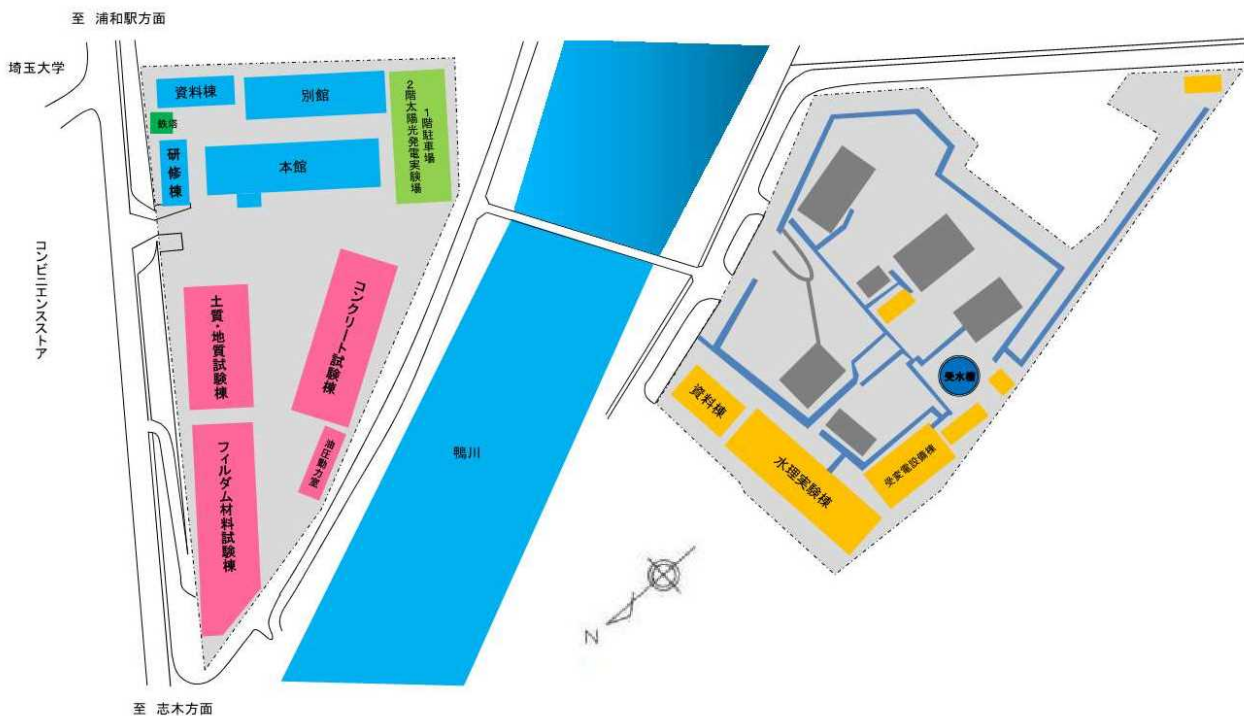 至 浦和駅方面
埼玉大学
資料棟
別館
1階駐車場
2階太陽光発電実験場
鉄塔
研修棟
本館
コンビニエンスストア
土質・地質試験棟
コンクリート試験棟
フィルダム材料試験棟
油圧動力室
鴨川
受水槽
資料棟
水理実験棟
受変電設備棟
N
至 志木方面